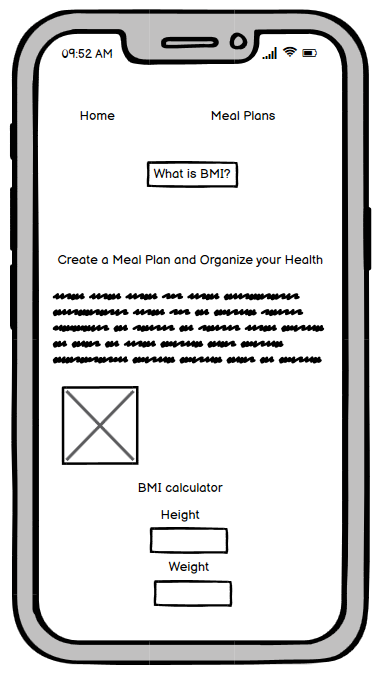 09:52 AM
Home Meal Plans
What is BMI?
Create a Meal Plan and Organize your Health
BMI calculator
Height
Weight